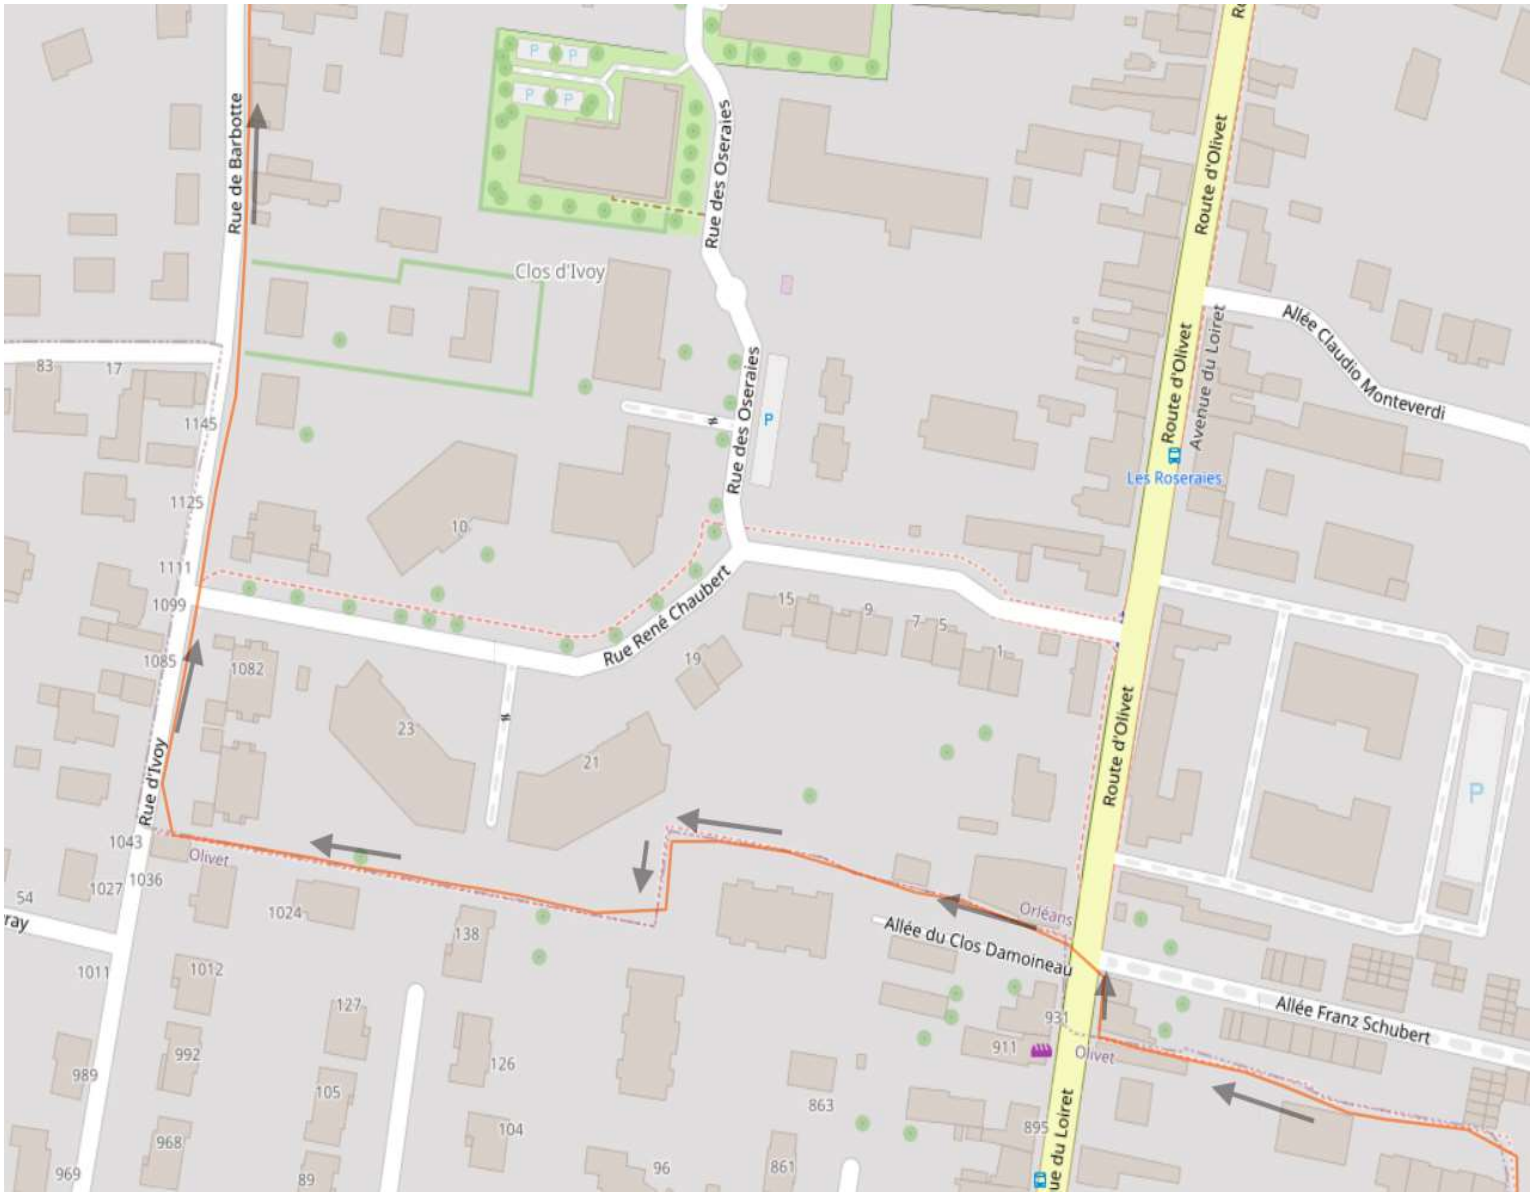 P P
P P
Rue de Barbotte
Rue des Oseraies
Route d'Olivet
Clos d'Ivoy
Allée Claudio Monteverdi
83
17
Rue des Oseraies
P
Route d'Olivet
Avenue du Loiret
1145
Les Roseraies
1125
10
1111
1099
Rue René Chaubert
15
9
7
5
1
1085
1082
19
23
21
Route d'Olivet
P
Rue d'Ivoy
1043
Olivet
1036
1027
54
ray
1024
138
Orléans
Allée du Clos Damoineau
1011
1012
127
Allée Franz Schubert
931
911
Olivet
992
989
126
105
863
895
ue du Loiret
968
104
969
89
96
861